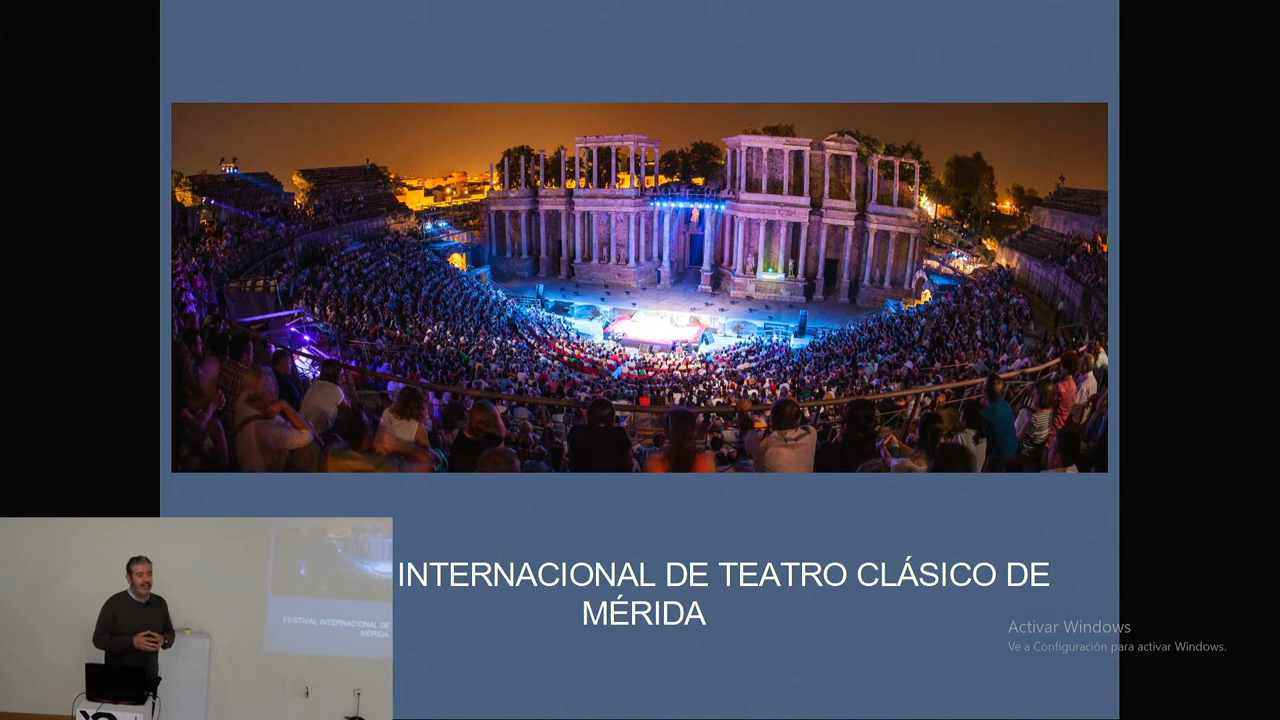 INTERNACIONAL DE TEATRO CLÁSICO DE
MÉRIDA
Activar Windows
Ve a Configuración para activar Windows.
FESTIVAL INTERNACIONAL DE
MÉRIDA